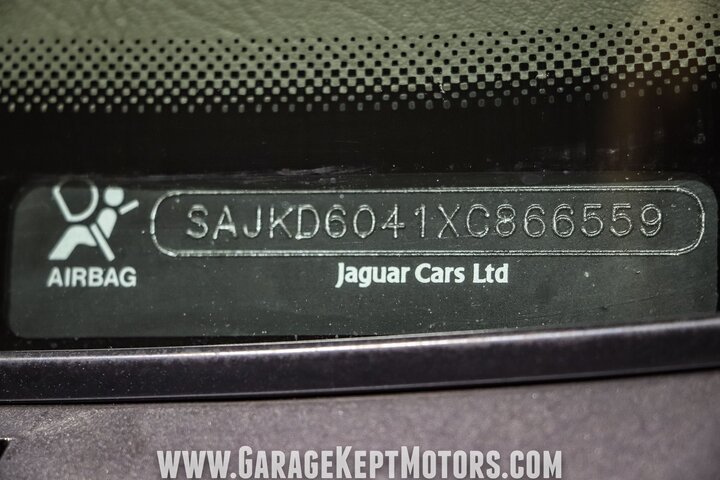 SAJKD6041XC866559
AIRBAG
Jaguar Cars Ltd
www.GarageKeptMotors.com